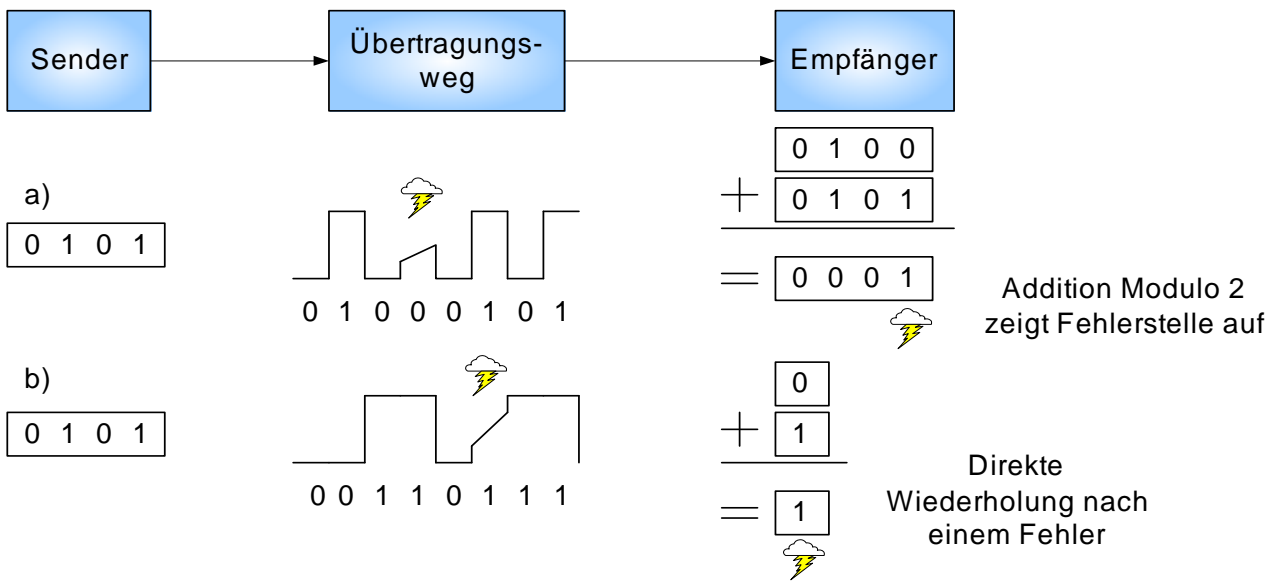 Sender
Übertragungs-
weg
Empfänger
a)
0 1 0 1
0 1 0 0 0 1 0 1
0 1 0 0
+ 0 1 0 1
= 0 0 0 1
Addition Modulo 2
zeigt Fehlerstelle auf
b)
0 1 0 1
0 0 1 1 0 1 1 1
0
+ 1
= 1
Direkte
Wiederholung nach
einem Fehler